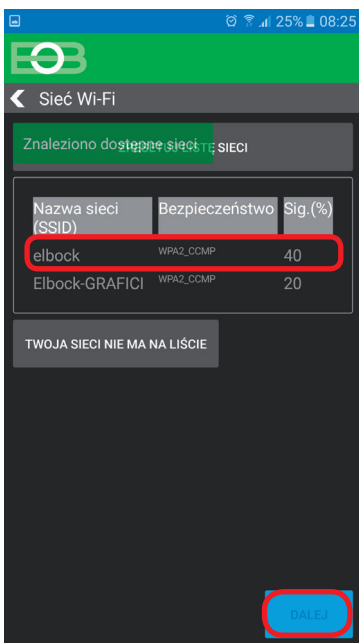 25% 08:25
EOB
Sieć Wi-Fi
Znaleziono dostępne sieci
SIECI
Nazwa sieci (SSID) Bezpieczeństwo Sig.(%)
elbock WPA2_CCMP 40
Elbock-GRAFICI WPA2_CCMP 20
TWOJA SIECI NIE MA NA LIŚCIE
DALEJ